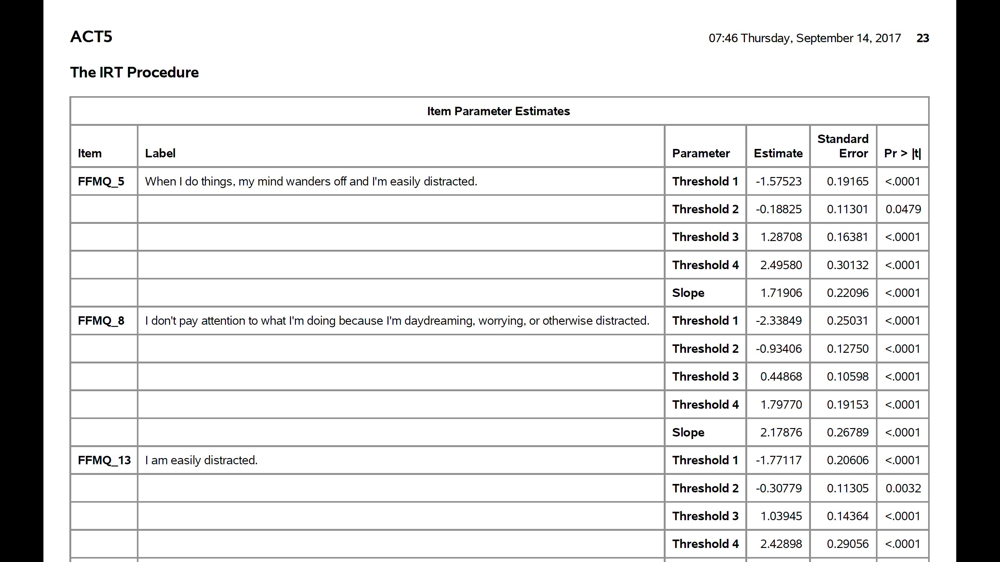 ACT5 07:46 Thursday, September 14, 2017 23
The IRT Procedure
Item Parameter Estimates
Item Label Parameter Estimate Standard Error Pr > |t|
FFMQ_5 When I do things, my mind wanders off and I'm easily distracted. Threshold 1 -1.57523 0.19165 <.0001
Threshold 2 -0.18825 0.11301 0.0479
Threshold 3 1.28708 0.16381 <.0001
Threshold 4 2.49580 0.30132 <.0001
Slope 1.71906 0.22096 <.0001
FFMQ_8 I don't pay attention to what I'm doing because I'm daydreaming, worrying, or otherwise distracted. Threshold 1 -2.33849 0.25031 <.0001
Threshold 2 -0.93406 0.12750 <.0001
Threshold 3 0.44868 0.10598 <.0001
Threshold 4 1.79770 0.19153 <.0001
Slope 2.17876 0.26789 <.0001
FFMQ_13 I am easily distracted. Threshold 1 -1.77117 0.20606 <.0001
Threshold 2 -0.30779 0.11305 0.0032
Threshold 3 1.03945 0.14364 <.0001
Threshold 4 2.42898 0.29056 <.0001